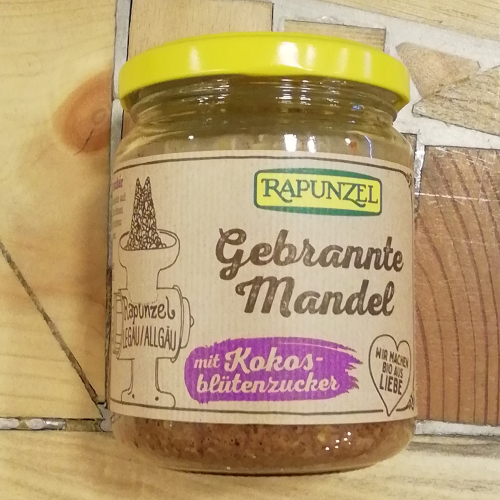 RAPUNZEL
Gebrannte
Mandel
mit Kokos-
blütenzucker
Rapunzel
LEGAU/ALLGÄU
WIR MACHEN
BIO AUS
LIEBE